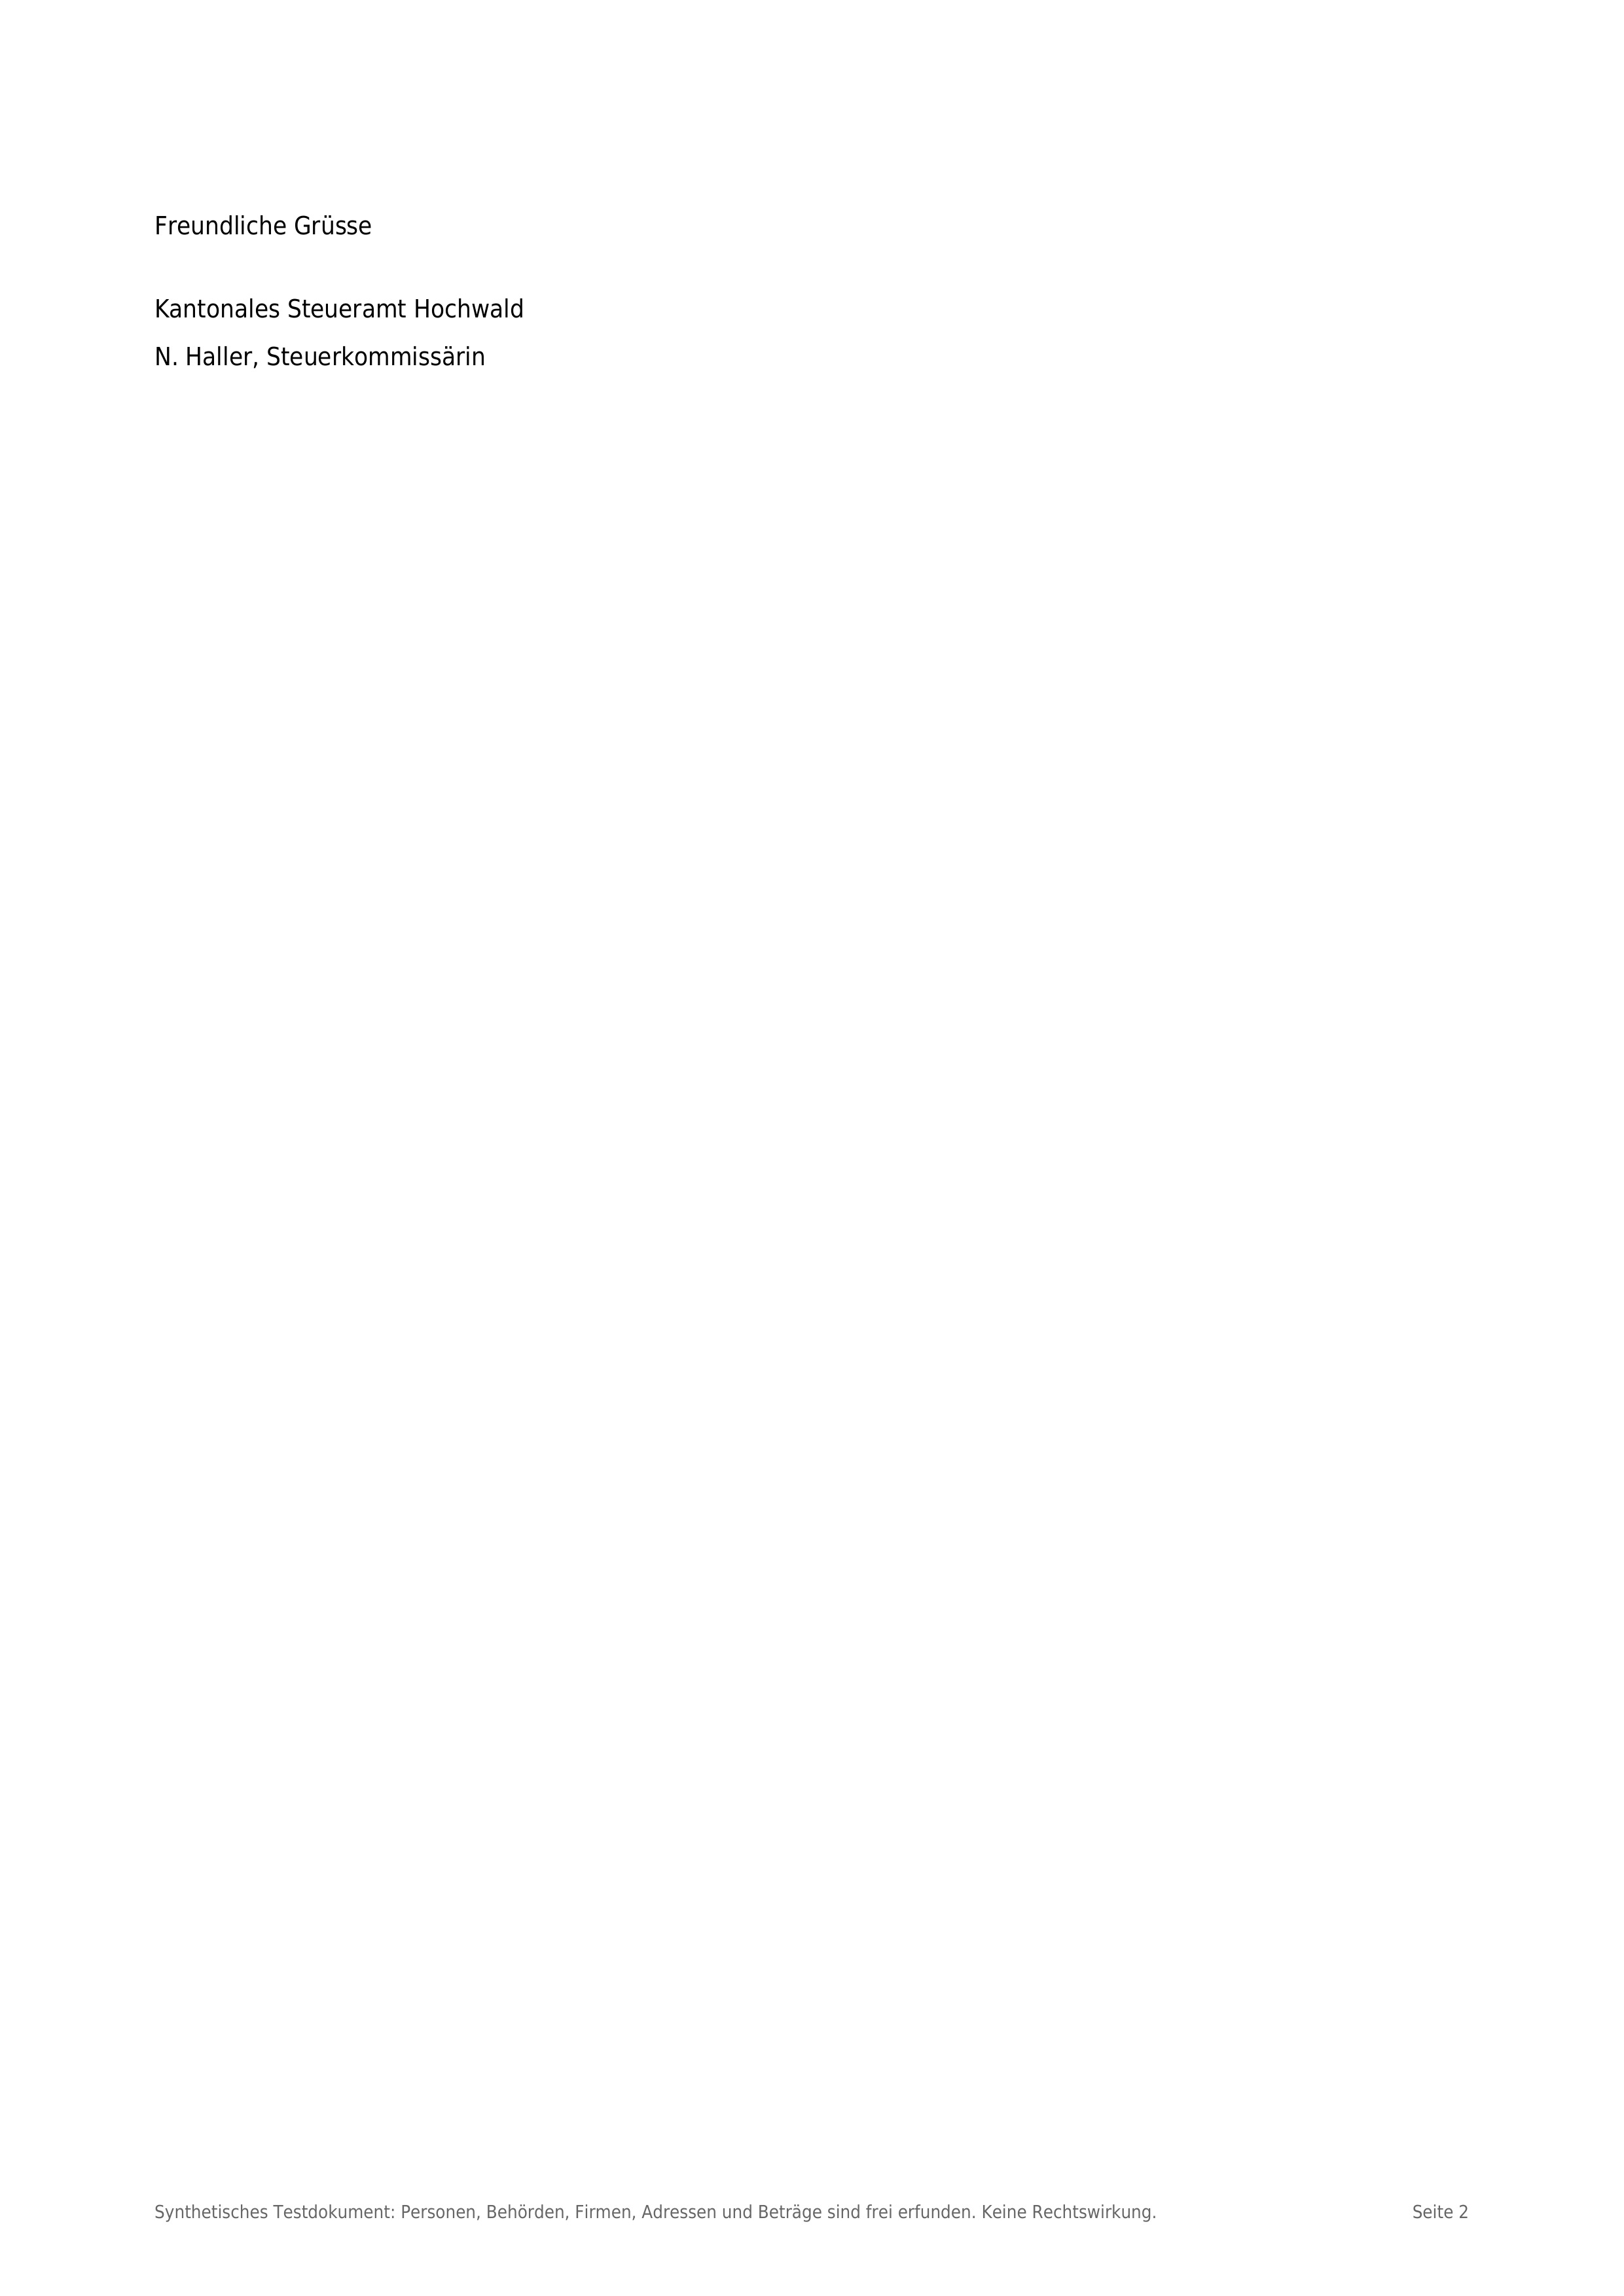 Freundliche Grüsse
Kantonales Steueramt Hochwald
N. Haller, Steuerkommissärin
Synthetisches Testdokument: Personen, Behörden, Firmen, Adressen und Beträge sind frei erfunden. Keine Rechtswirkung. Seite 2